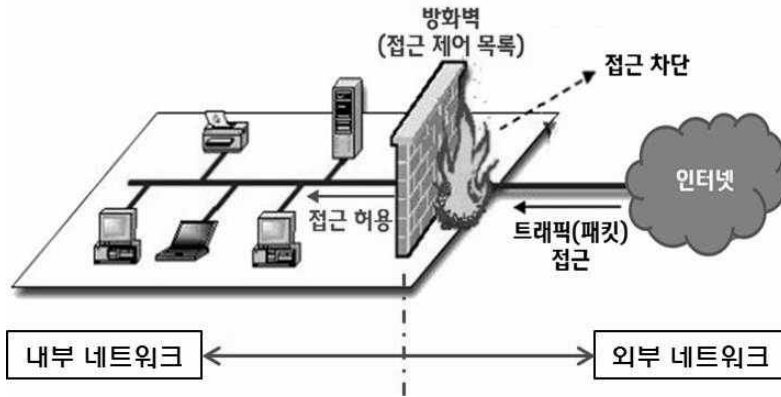 방화벽
(접근 제어 목록)
접근 차단
인터넷
접근 허용
트래픽(패킷)
접근
내부 네트워크
외부 네트워크